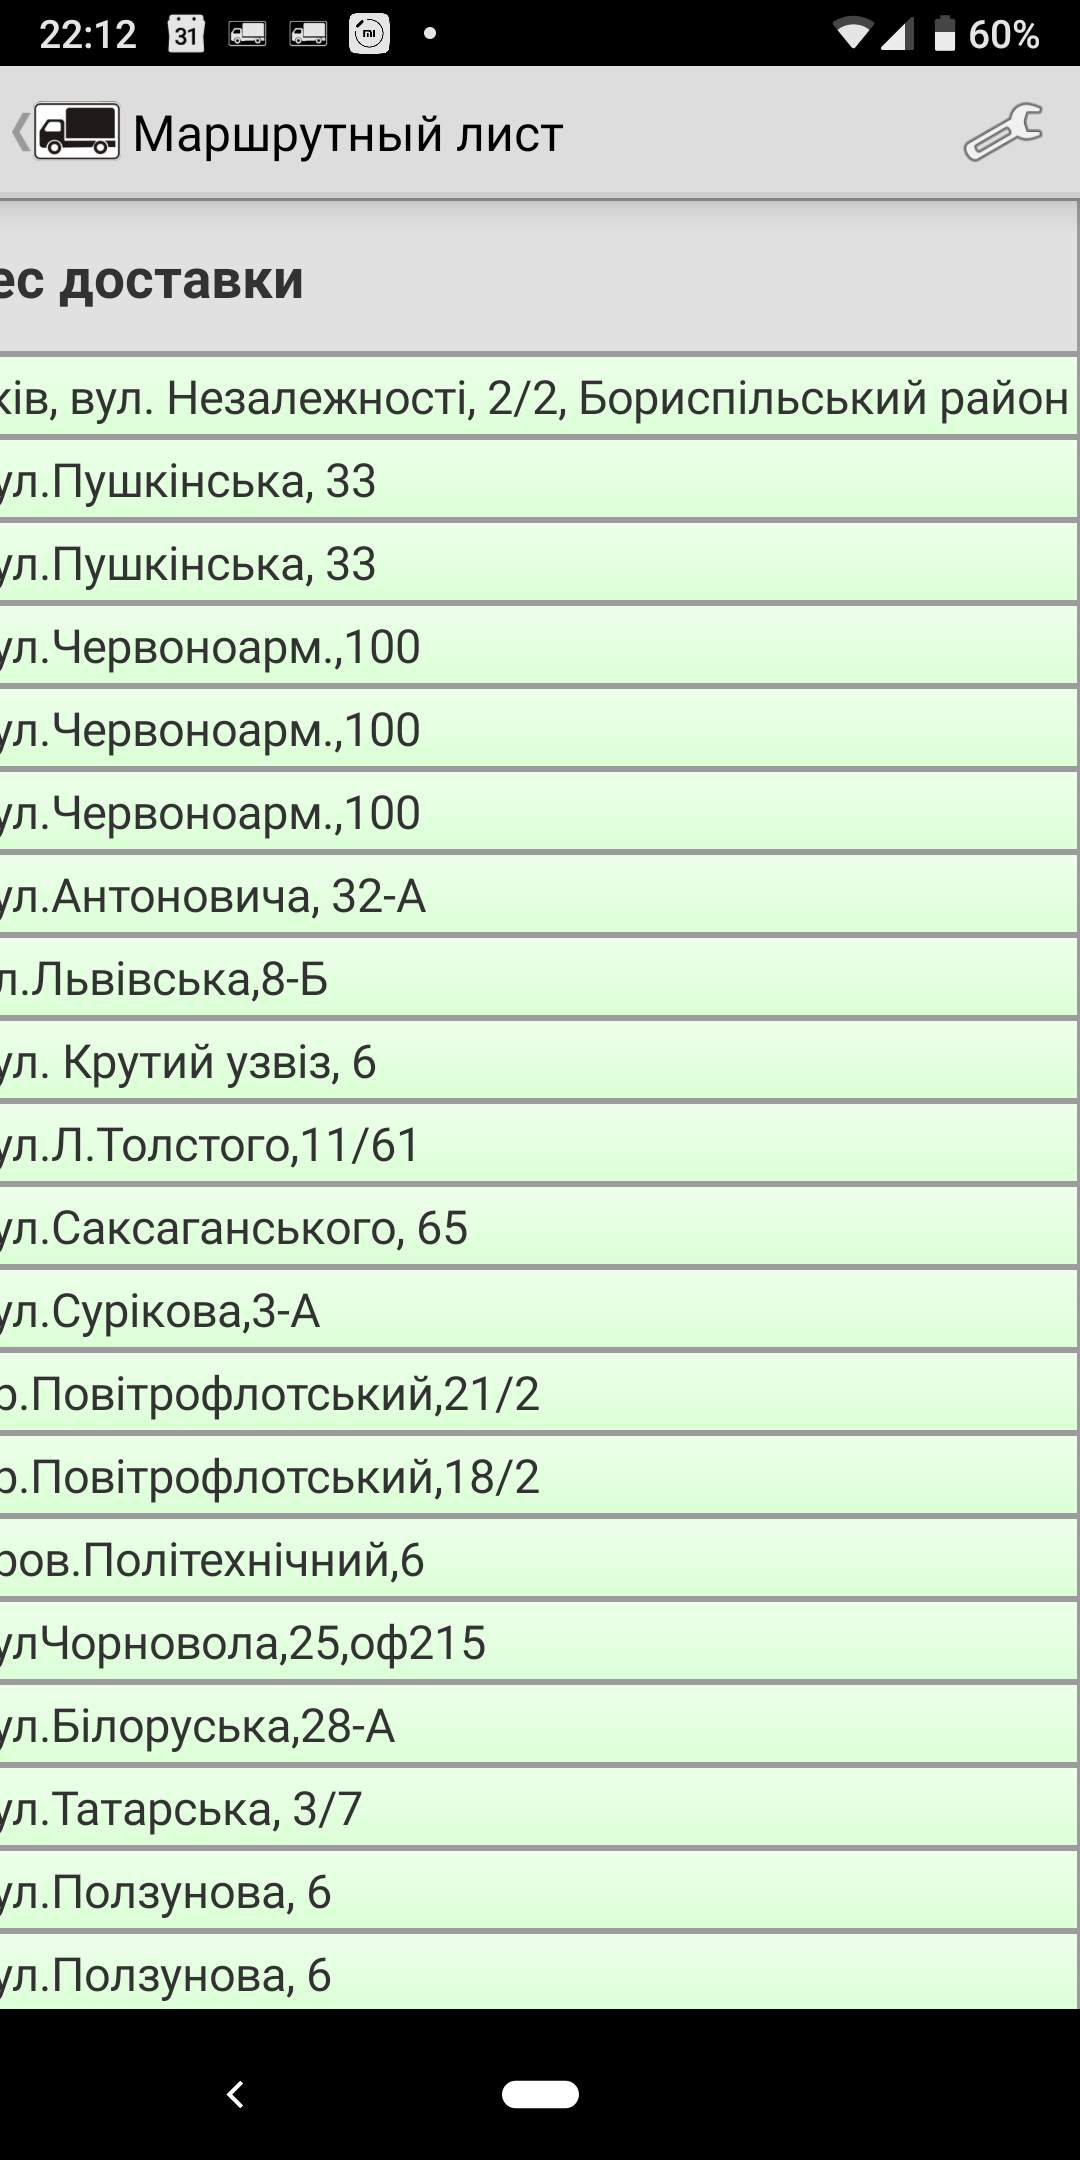 22:12 31 60%
Маршрутный лист
ес доставки
ків, вул. Незалежності, 2/2, Бориспільський район
ул.Пушкінська, 33
ул.Пушкінська, 33
ул.Червоноарм.,100
ул.Червоноарм.,100
ул.Червоноарм.,100
ул.Антоновича, 32-А
л.Львівська,8-Б
ул. Крутий узвіз, 6
ул.Л.Толстого,11/61
ул.Саксаганського, 65
ул.Сурікова,3-А
р.Повітрофлотський,21/2
р.Повітрофлотський,18/2
ров.Політехнічний,6
улЧорновола,25,оф215
ул.Білоруська,28-А
ул.Татарська, 3/7
ул.Ползунова, 6
ул.Ползунова, 6